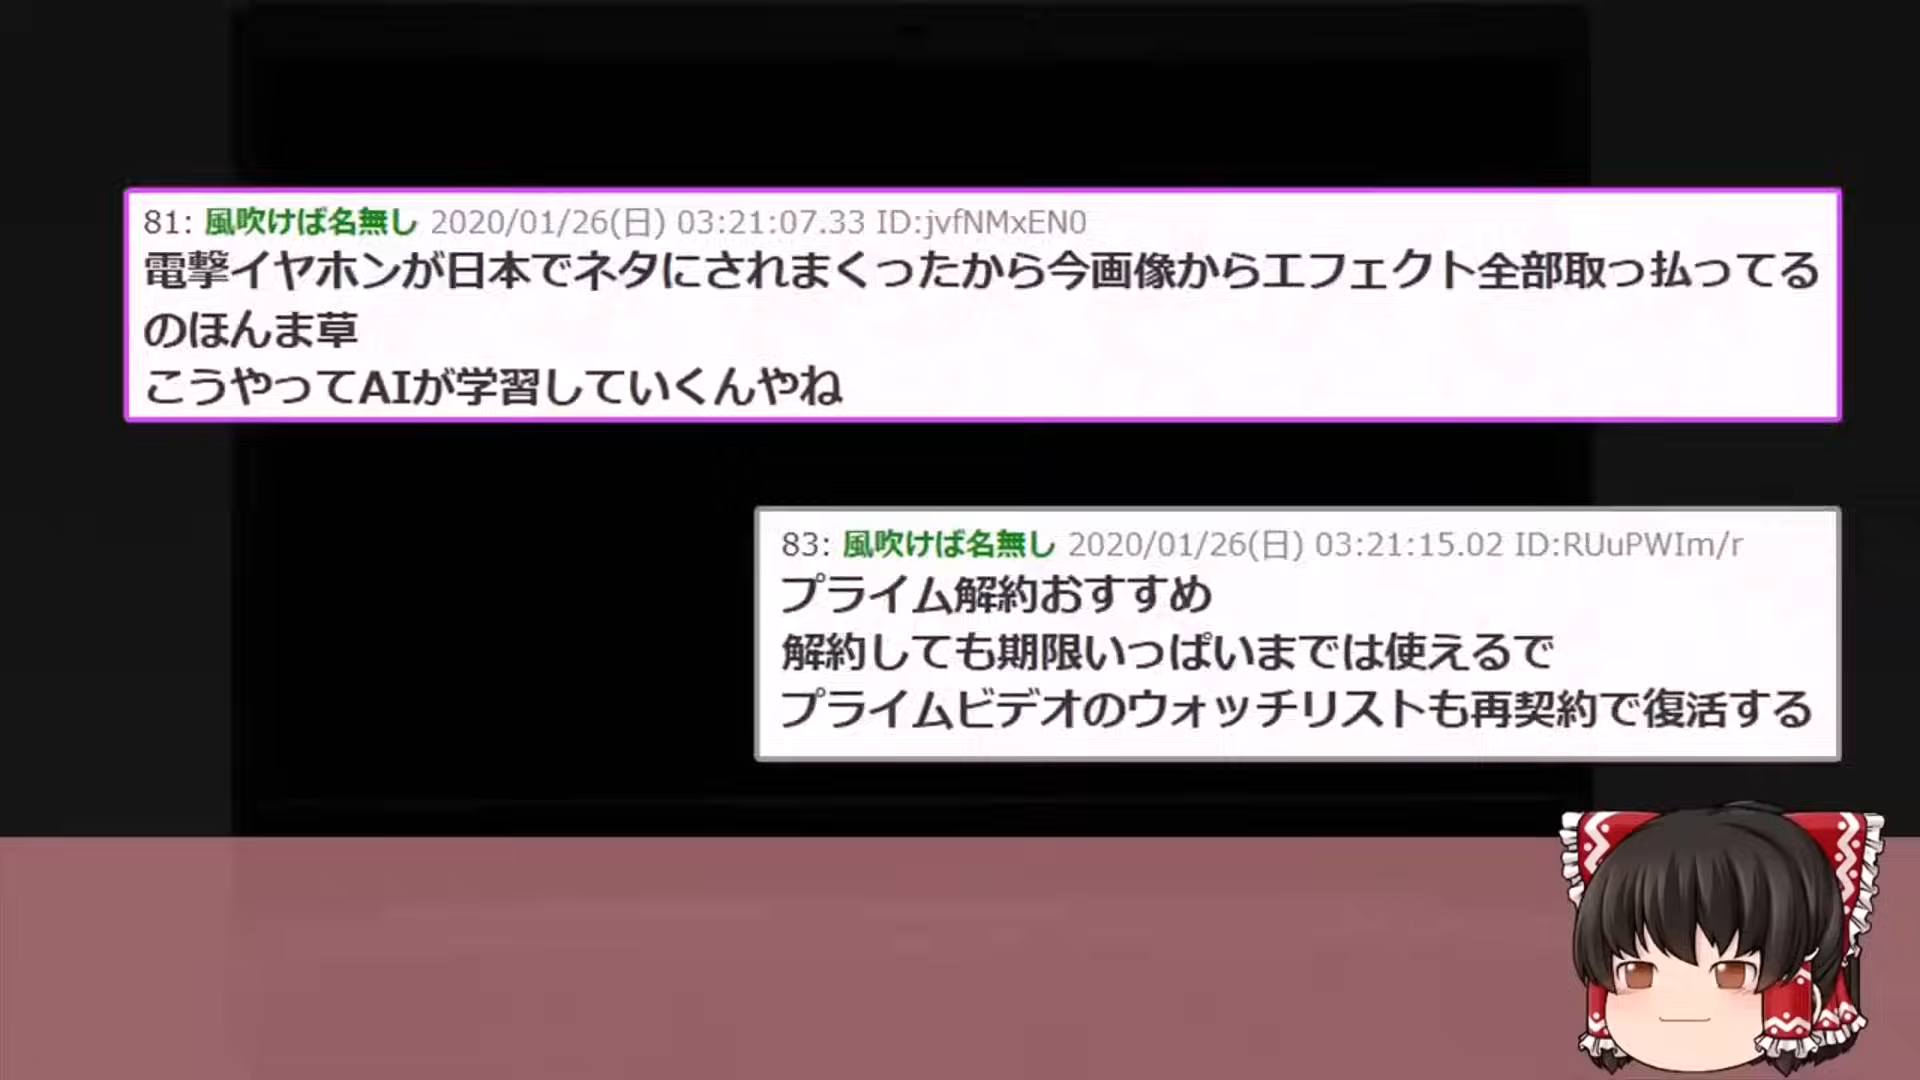 81: 風吹けば名無し 2020/01/26(日) 03:21:07.33 ID:jvfNMxEN0
電撃イヤホンが日本でネタにされまくったから今画像からエフェクト全部取っ払ってる
のほんま草
こうやってAIが学習していくんやね
83: 風吹けば名無し 2020/01/26(日) 03:21:15.02 ID:RUuPWIm/r
プライム解約おすすめ
解約しても期限いっぱいまでは使えるで
プライムビデオのウォッチリストも再契約で復活する